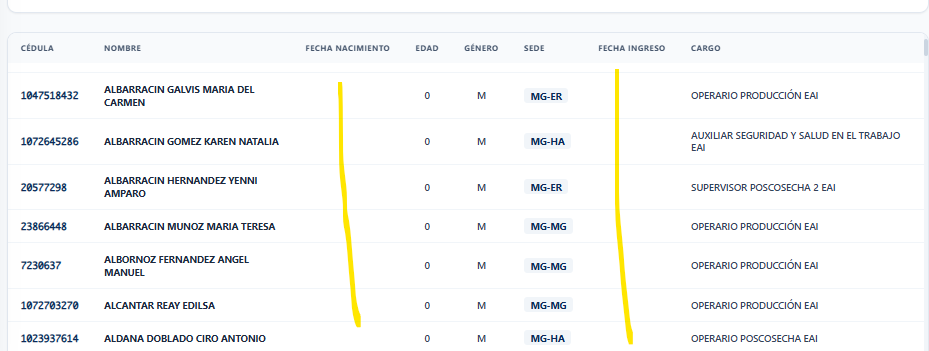 CÉDULA NOMBRE FECHA NACIMIENTO EDAD GÉNERO SEDE FECHA INGRESO CARGO
1047518432 ALBARRACIN GALVIS MARIA DEL CARMEN 0 M MG-ER OPERARIO PRODUCCIÓN EAI
1072645286 ALBARRACIN GOMEZ KAREN NATALIA 0 M MG-HA AUXILIAR SEGURIDAD Y SALUD EN EL TRABAJO EAI
20577298 ALBARRACIN HERNANDEZ YENNI AMPARO 0 M MG-ER SUPERVISOR POSCOSECHA 2 EAI
23866448 ALBARRACIN MUNOZ MARIA TERESA 0 M MG-MG OPERARIO PRODUCCIÓN EAI
7230637 ALBORNOZ FERNANDEZ ANGEL MANUEL 0 M MG-MG OPERARIO PRODUCCIÓN EAI
1072703270 ALCANTAR REAY EDILSA 0 M MG-MG OPERARIO PRODUCCIÓN EAI
1023937614 ALDANA DOBLADO CIRO ANTONIO 0 M MG-HA OPERARIO POSCOSECHA EAI